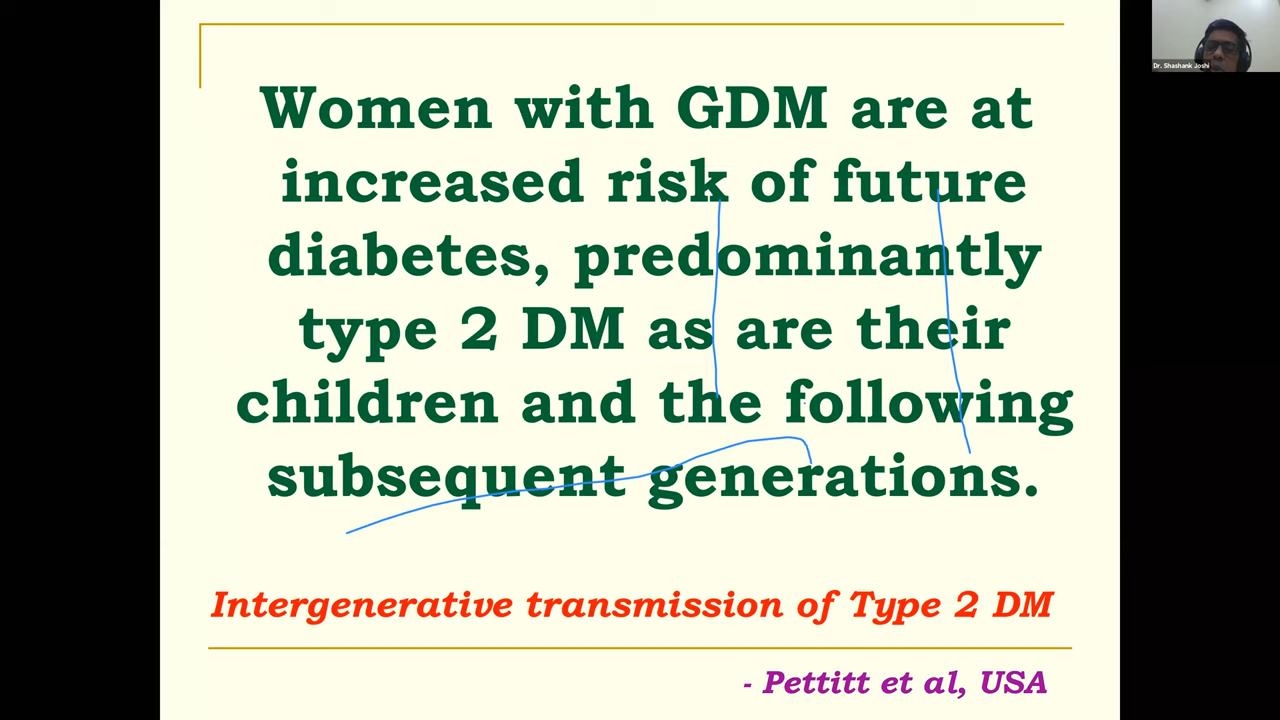 Women with GDM are at
increased risk of future
diabetes, predominantly
type 2 DM as are their
children and the following
subsequent generations.
Intergenerative transmission of Type 2 DM
- Pettitt et al, USA
Dr. Shashank Joshi